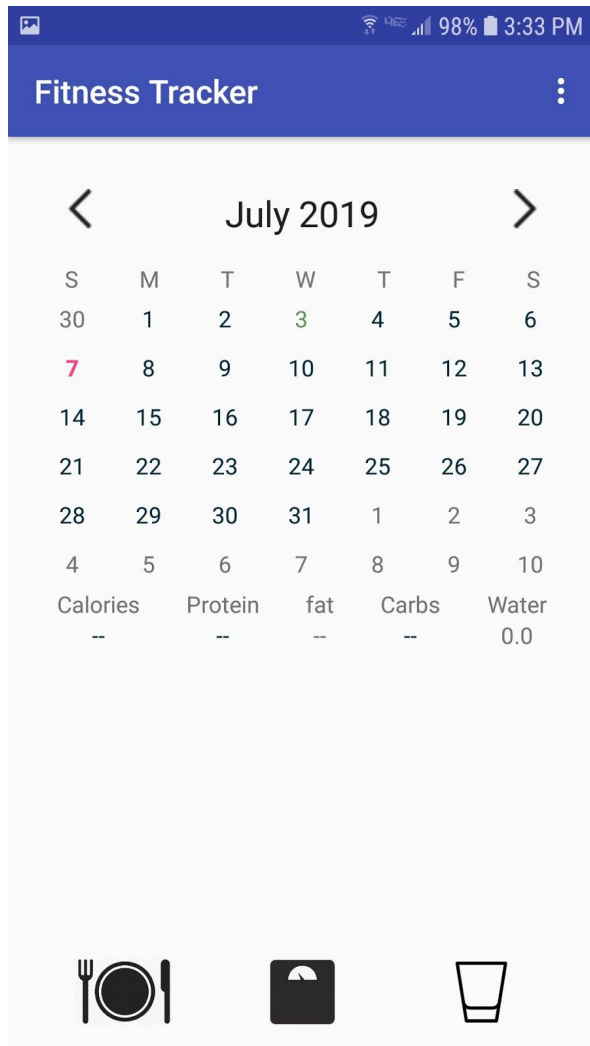 98% 3:33 PM
Fitness Tracker
July 2019
S M T W T F S
30 1 2 3 4 5 6
7 8 9 10 11 12 13
14 15 16 17 18 19 20
21 22 23 24 25 26 27
28 29 30 31 1 2 3
4 5 6 7 8 9 10
Calories Protein fat Carbs Water
-- -- -- -- 0.0